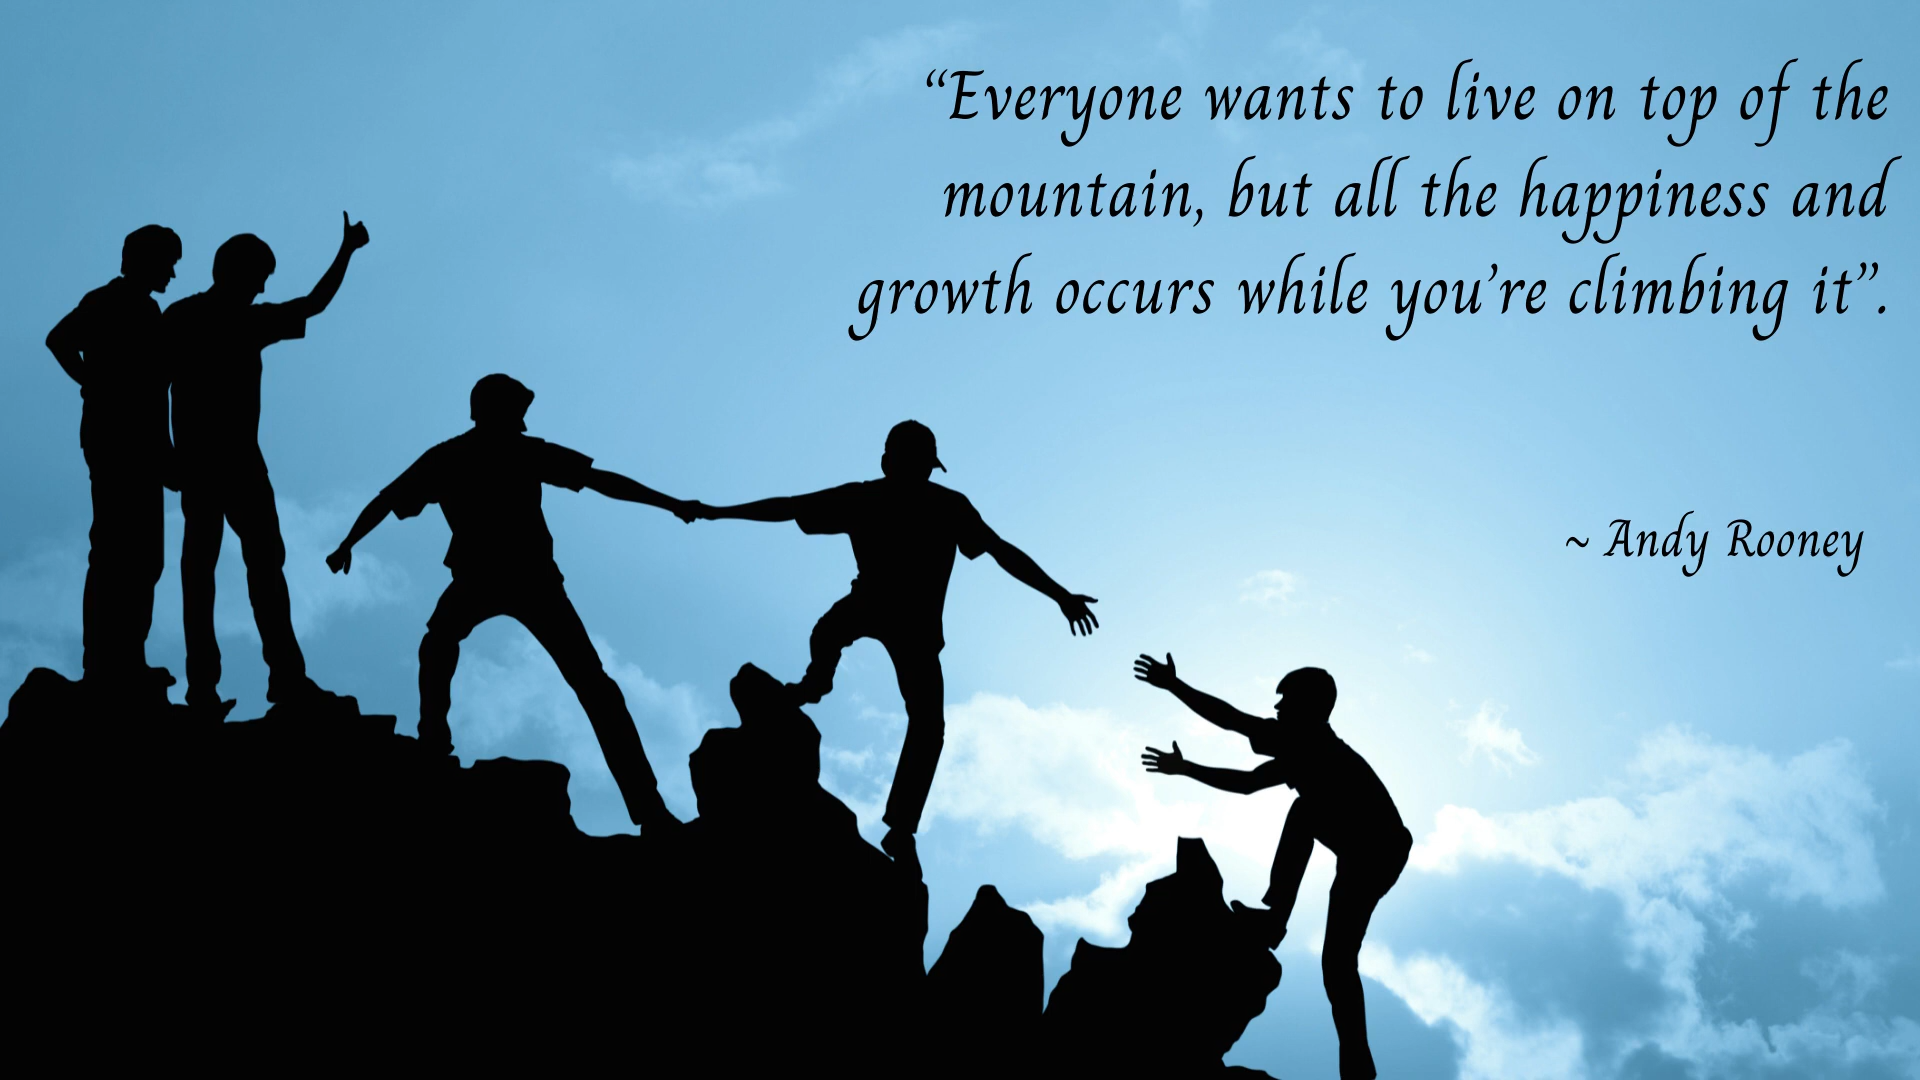 “Everyone wants to live on top of the
mountain, but all the happiness and
growth occurs while you’re climbing it”.
~ Andy Rooney